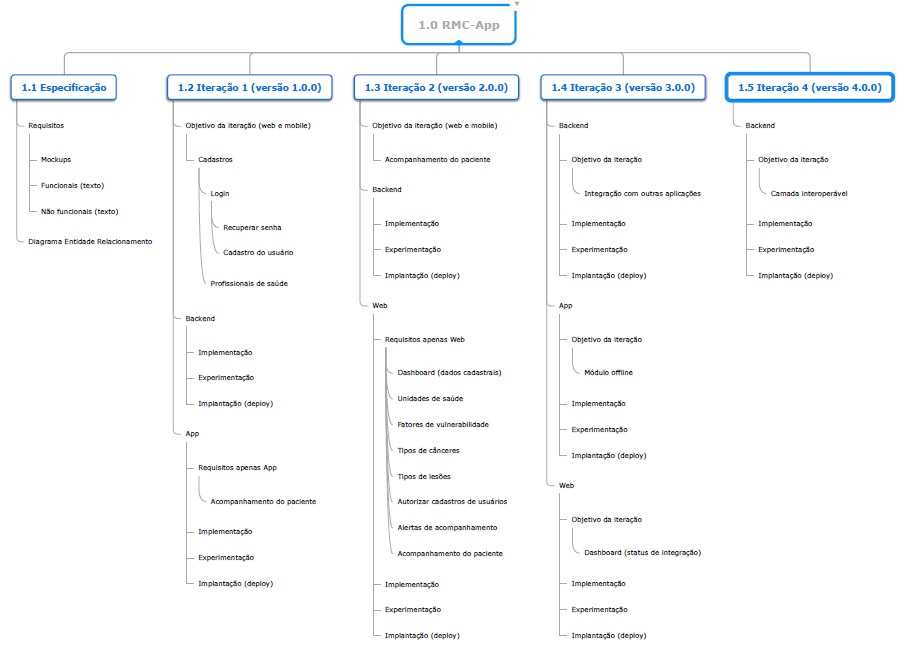 1.0 RMC-App
1.1 Especificação
Requisitos
Mockups
Funcionais (texto)
Não funcionais (texto)
Diagrama Entidade Relacionamento
1.2 Iteração 1 (versão 1.0.0)
Objetivo da iteração (web e mobile)
Cadastros
Login
Recuperar senha
Cadastro do usuário
Profissionais de saúde
Backend
Implementação
Experimentação
Implantação (deploy)
App
Requisitos apenas App
Acompanhamento do paciente
Implementação
Experimentação
Implantação (deploy)
1.3 Iteração 2 (versão 2.0.0)
Objetivo da iteração (web e mobile)
Acompanhamento do paciente
Backend
Implementação
Experimentação
Implantação (deploy)
Web
Requisitos apenas Web
Dashboard (dados cadastrais)
Unidades de saúde
Fatores de vulnerabilidade
Tipos de cânceres
Tipos de lesões
Autorizar cadastros de usuários
Alertas de acompanhamento
Acompanhamento do paciente
Implementação
Experimentação
Implantação (deploy)
1.4 Iteração 3 (versão 3.0.0)
Backend
Objetivo da iteração
Integração com outras aplicações
Implementação
Experimentação
Implantação (deploy)
App
Objetivo da iteração
Módulo offline
Implementação
Experimentação
Implantação (deploy)
Web
Objetivo da iteração
Dashboard (status de integração)
Implementação
Experimentação
Implantação (deploy)
1.5 Iteração 4 (versão 4.0.0)
Backend
Objetivo da iteração
Camada interoperável
Implementação
Experimentação
Implantação (deploy)